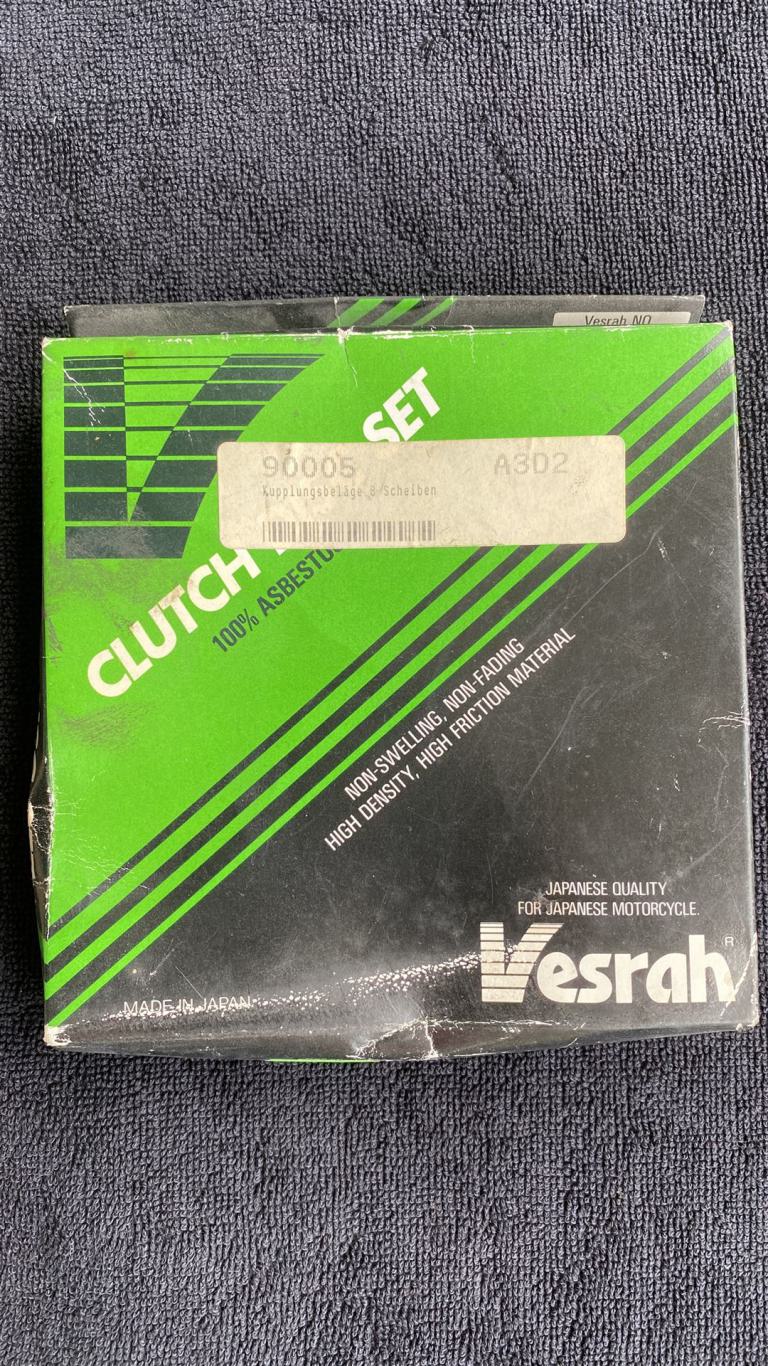 Vesrah NO.
SET
90005 A3D2
Kupplungsbeläge 8 Scheiben
CLUTCH
100% ASBESTO
NON-SWELLING, NON-FADING
HIGH DENSITY, HIGH FRICTION MATERIAL
JAPANESE QUALITY
FOR JAPANESE MOTORCYCLE.
Vesrah R
MADE IN JAPAN